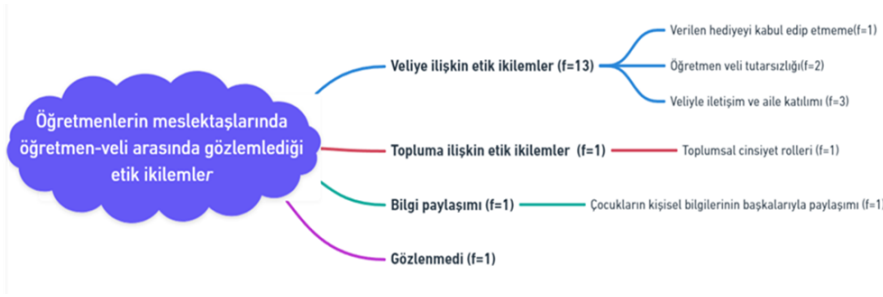 Öğretmenlerin meslektaşlarında
öğretmen-veli arasında gözlemlediği
etik ikilemler
Veliye ilişkin etik ikilemler (f=13)
Verilen hediyeyi kabul edip etmeme(f=1)
Öğretmen veli tutarsızlığı(f=2)
Veliyle iletişim ve aile katılımı (f=3)
Topluma ilişkin etik ikilemler (f=1)
Toplumsal cinsiyet rolleri (f=1)
Bilgi paylaşımı (f=1)
Çocukların kişisel bilgilerinin başkalarıyla paylaşımı (f=1)
Gözlenmedi (f=1)